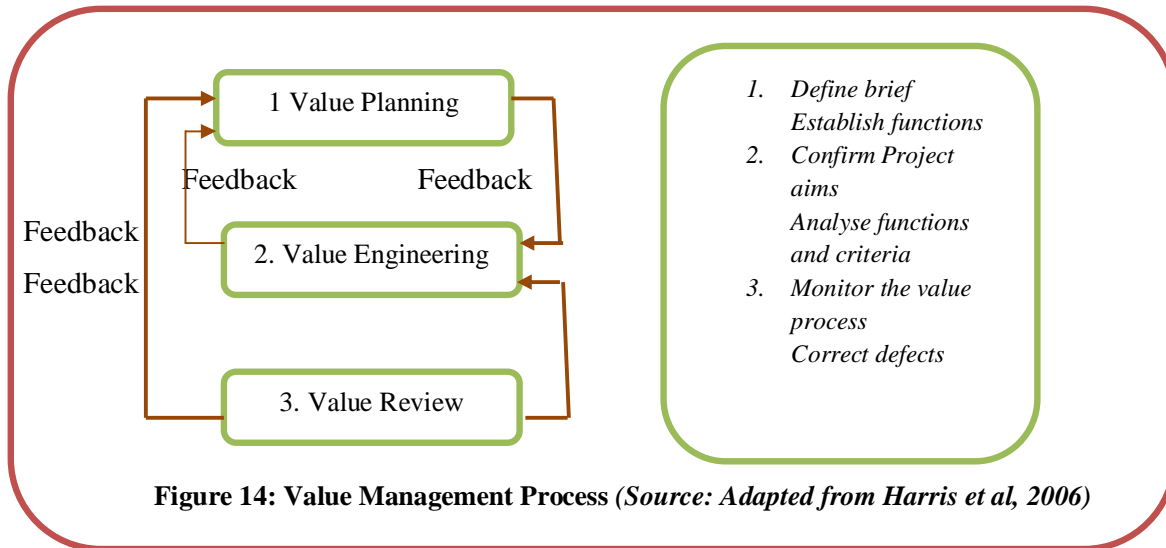 1 Value Planning
Feedback
Feedback
Feedback
2. Value Engineering
Feedback
3. Value Review
1. Define brief
Establish functions
2. Confirm Project
aims
Analyse functions
and criteria
3. Monitor the value
process
Correct defects
Figure 14: Value Management Process (Source: Adapted from Harris et al, 2006)